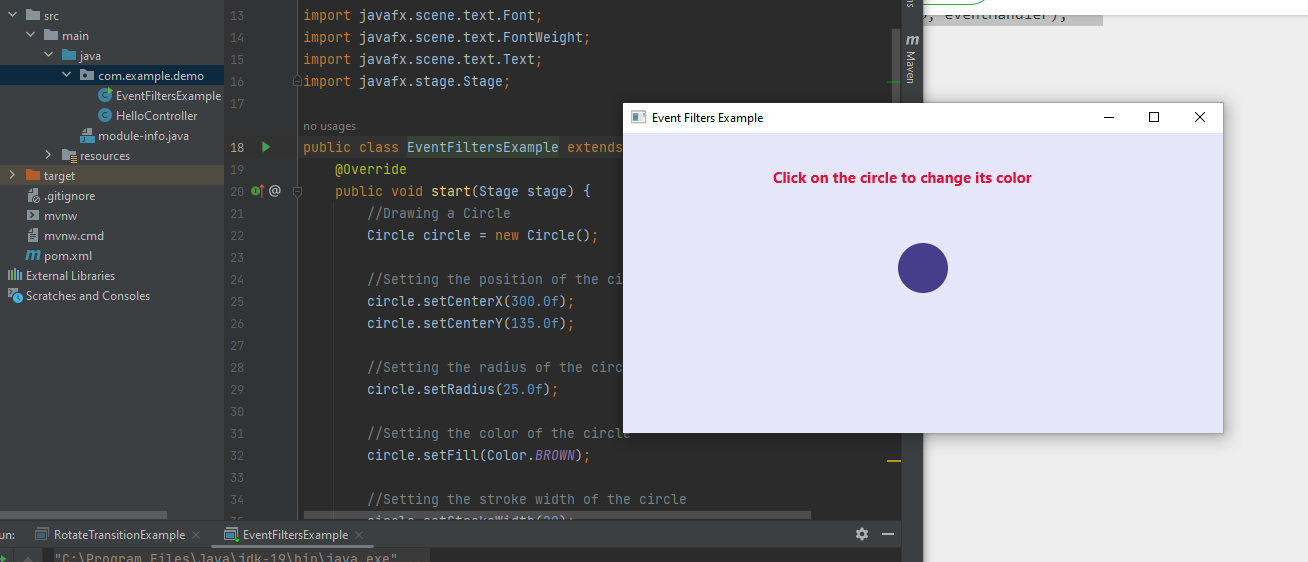 src
main
java
com.example.demo
EventFiltersExample
HelloController
module-info.java
resources
target
.gitignore
mvnw
mvnw.cmd
pom.xml
External Libraries
Scratches and Consoles
13 import javafx.scene.text.Font;
14 import javafx.scene.text.FontWeight;
15 import javafx.scene.text.Text;
16 import javafx.stage.Stage;
17
no usages
18 public class EventFiltersExample extends
19 @Override
20 @ public void start(Stage stage) {
21 //Drawing a Circle
22 Circle circle = new Circle();
23
24 //Setting the position of the ci
25 circle.setCenterX(300.0f);
26 circle.setCenterY(135.0f);
27
28 //Setting the radius of the circ
29 circle.setRadius(25.0f);
30
31 //Setting the color of the circle
32 circle.setFill(Color.BROWN);
33
34 //Setting the stroke width of the circle
circle.setStrokeWidth(20);
m Maven
, eventhandler);
Event Filters Example
Click on the circle to change its color
un: RotateTransitionExample EventFiltersExample
"C:\Program Files\Java\jdk-19\bin\java.exe"